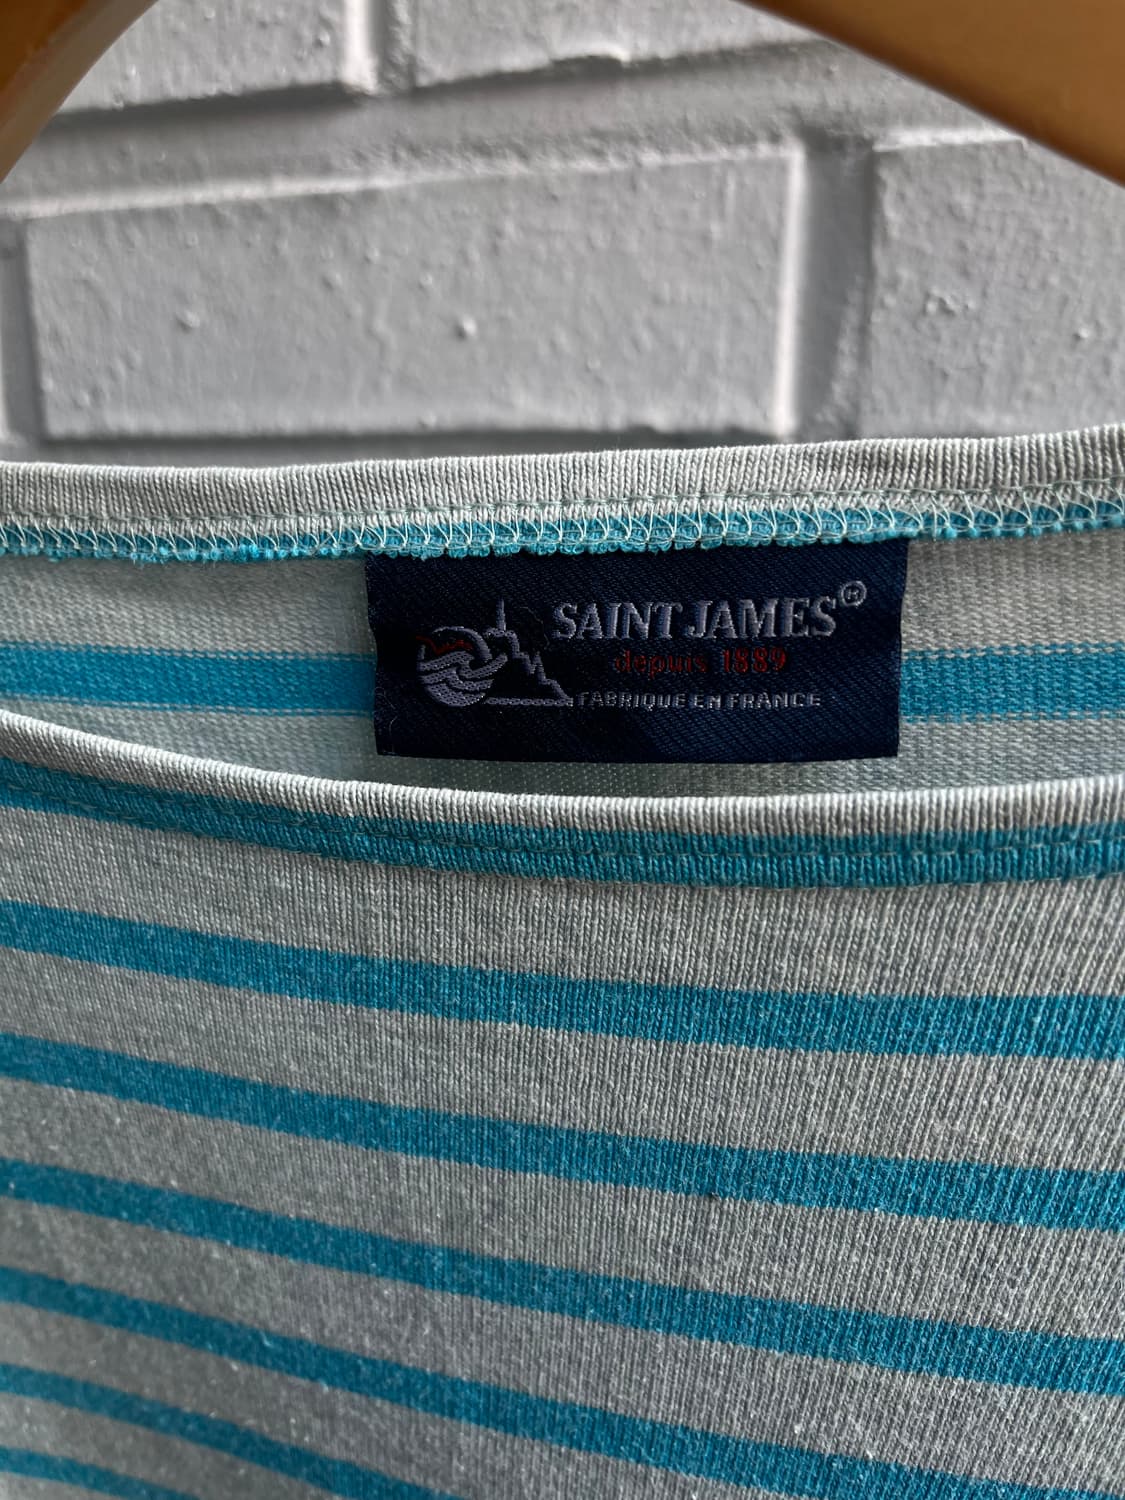 SAINT JAMES®
depuis 1889
FABRIQUE EN FRANCE